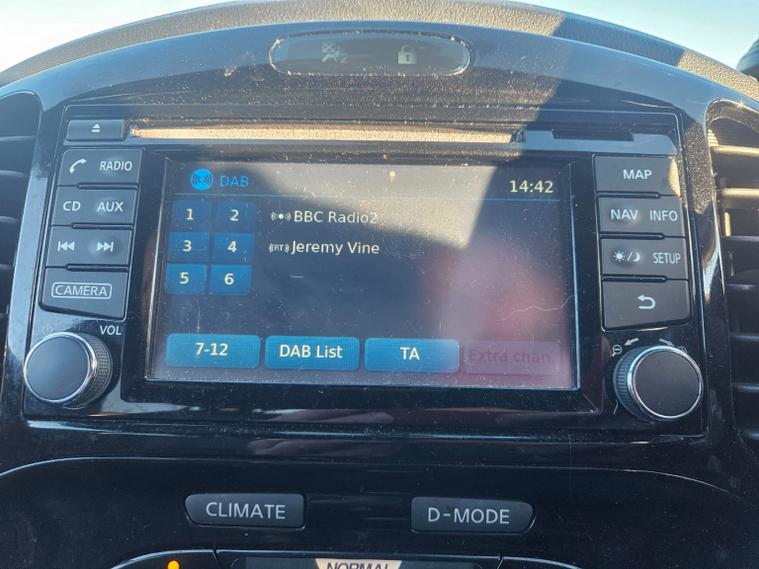 RADIO
CD AUX
CAMERA
VOL
DAB
14:42
1 2
BBC Radio2
3 4
Jeremy Vine
5 6
7-12
DAB List
TA
Extra chan.
MAP
NAV INFO
SETUP
CLIMATE
D-MODE
NORMAL